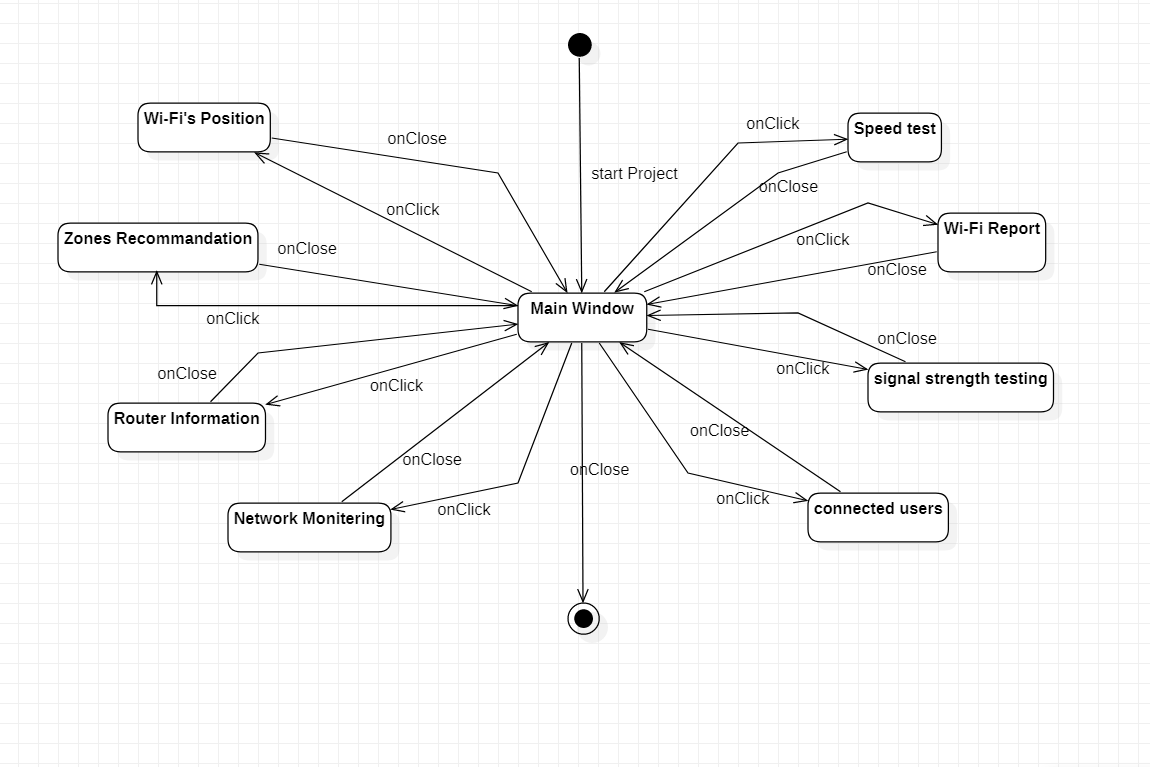 Wi-Fi's Position
onClose
onClick
Speed test
start Project
onClose
onClick
Wi-Fi Report
Zones Recommandation
onClose
onClick
onClose
onClick
Main Window
onClose
onClick
onClose
onClick
signal strength testing
Router Information
onClose
onClose
onClose
onClick
onClick
Network Monitering
connected users